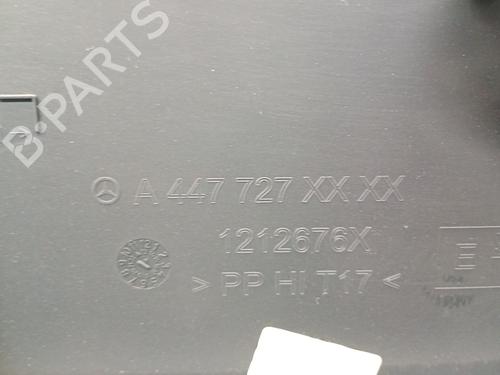 B-PARTS
A 447 727 XX XX
1212676X
> PP HI T17 <
E